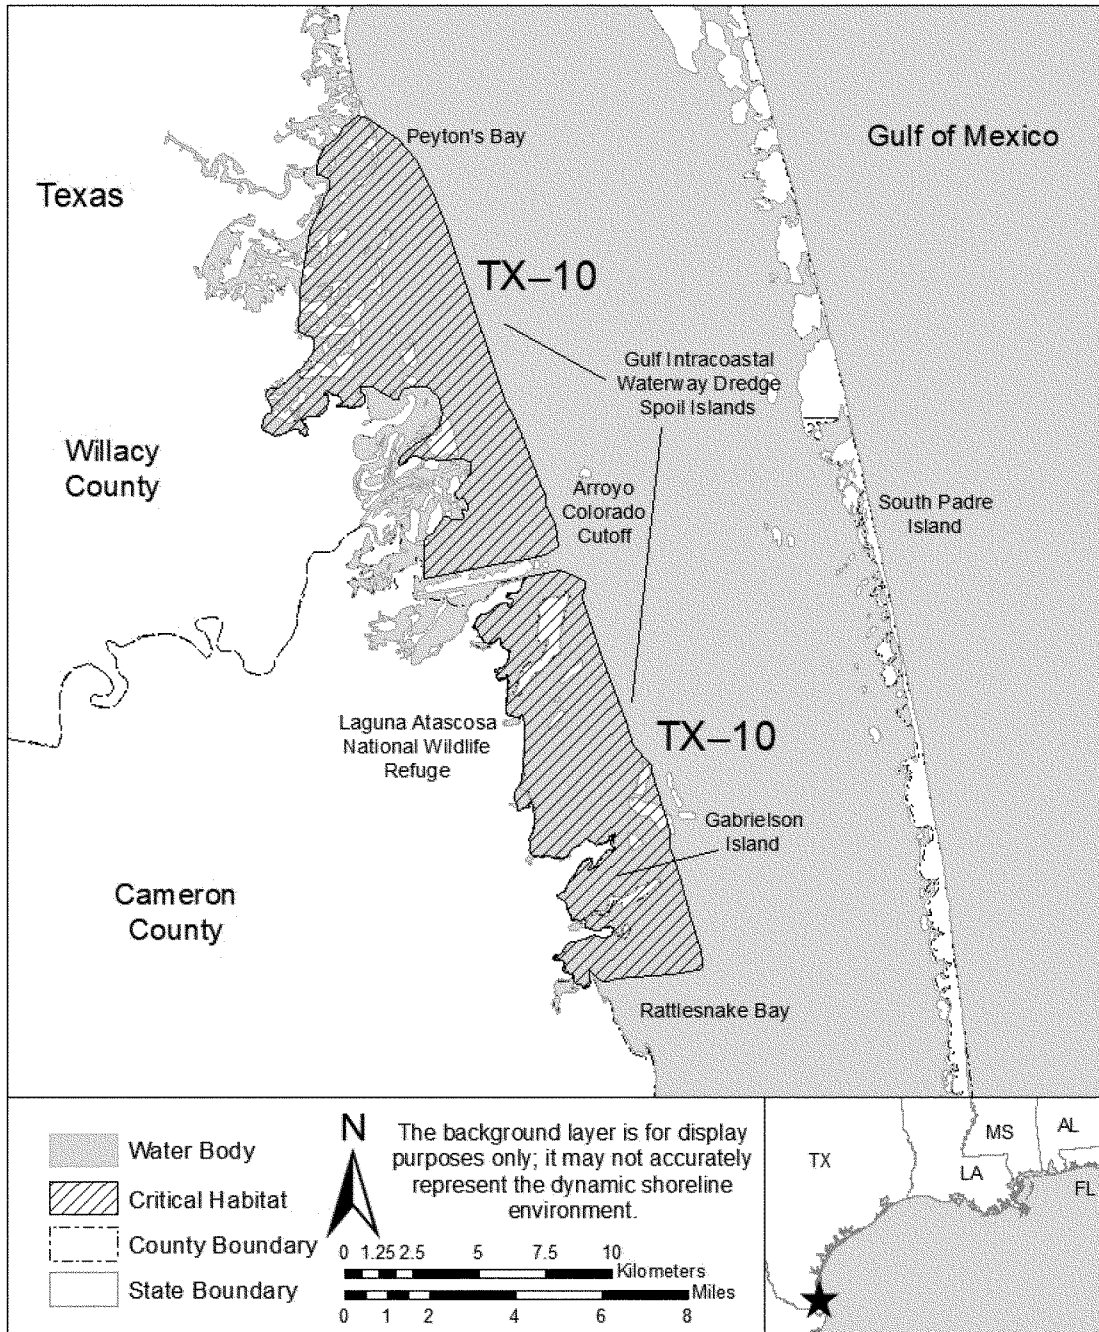 Peyton's Bay
Gulf of Mexico
Texas
TX–10
Gulf Intracoastal
Waterway Dredge
Spoil Islands
Willacy
County
Arroyo
Colorado
Cutoff
South Padre
Island
Laguna Atascosa
National Wildlife
Refuge
TX–10
Gabrielson
Island
Cameron
County
Rattlesnake Bay
Water Body
Critical Habitat
County Boundary
State Boundary
N
The background layer is for display
purposes only; it may not accurately
represent the dynamic shoreline
environment.
0 1.25 2.5 5 7.5 10
Kilometers
Miles
0 1 2 4 6 8
TX
LA
MS
AL
FL